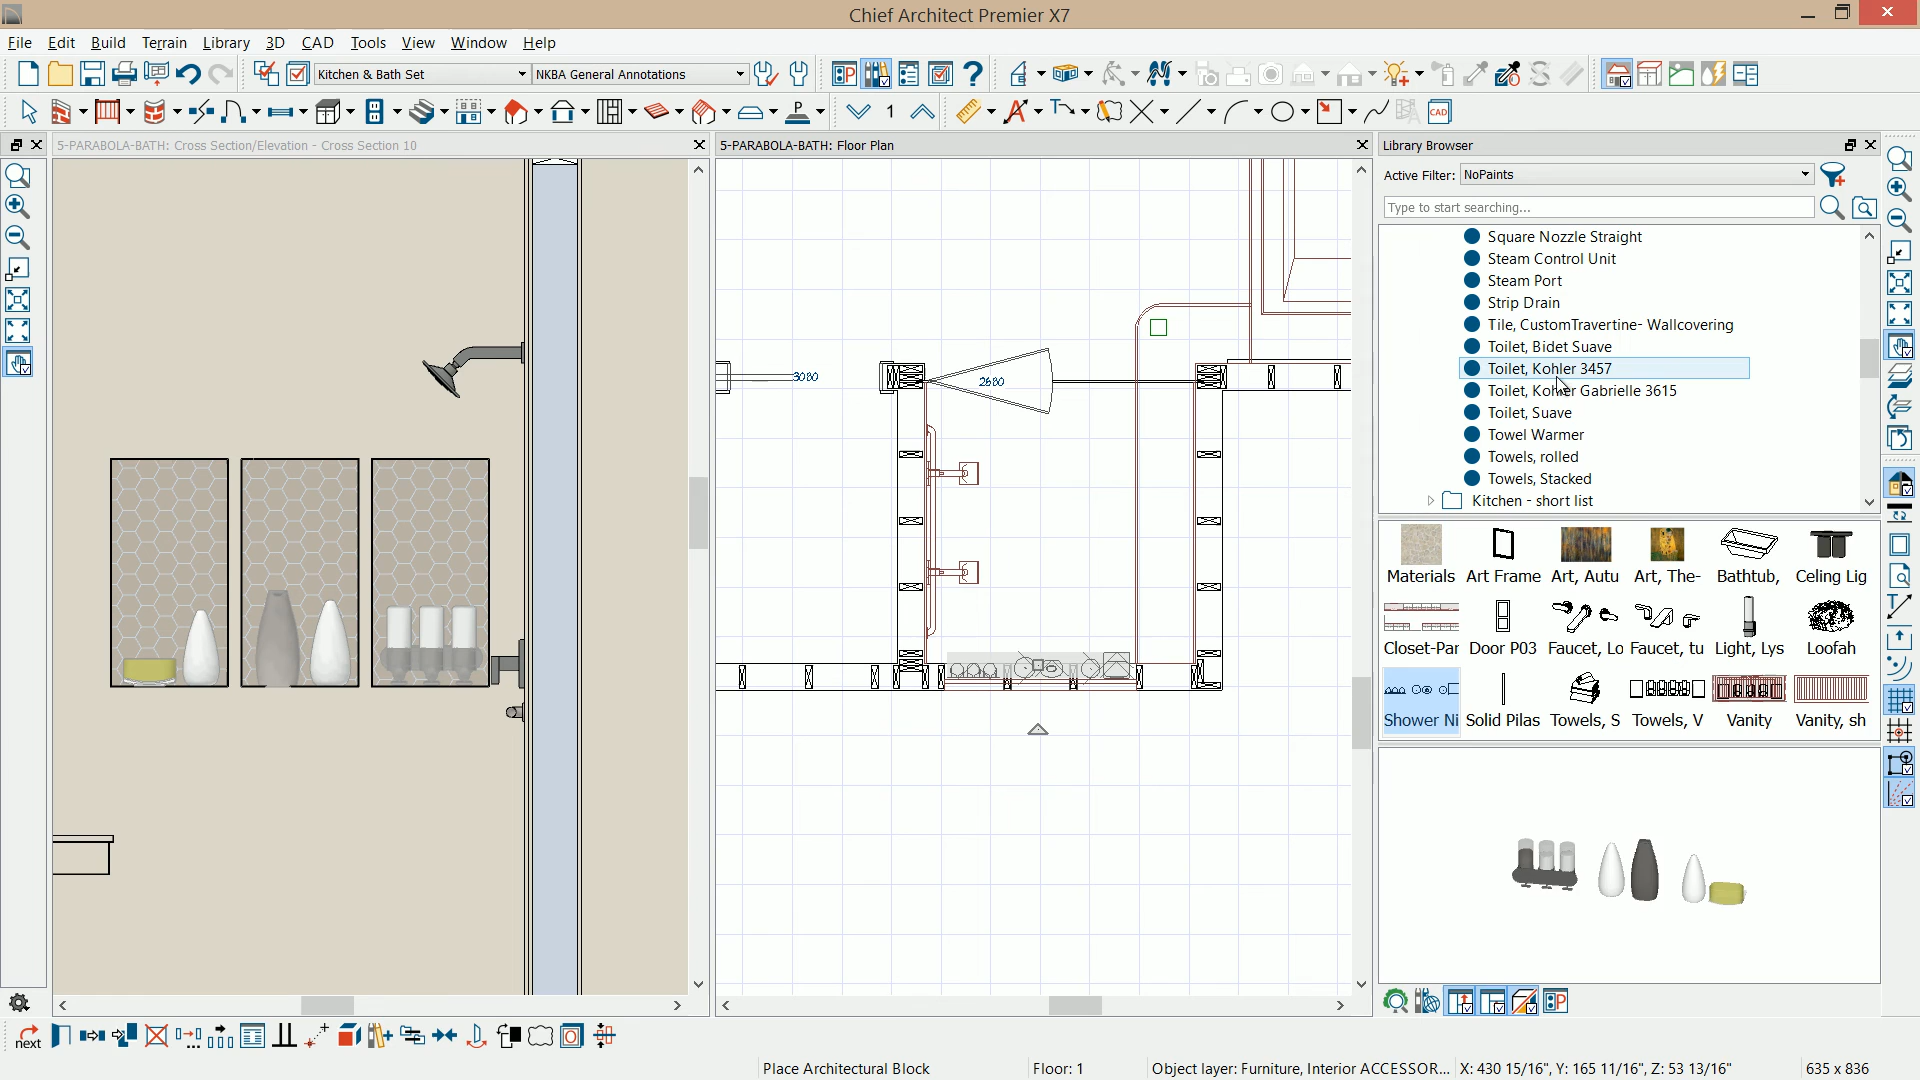 Chief Architect Premier X7
File Edit Build Terrain Library 3D CAD Tools View Window Help
Kitchen & Bath Set NKBA General Annotations
1
5-PARABOLA-BATH: Cross Section/Elevation - Cross Section 10
5-PARABOLA-BATH: Floor Plan
Library Browser
Active Filter: NoPaints
Type to start searching...
Square Nozzle Straight
Steam Control Unit
Steam Port
Strip Drain
Tile, CustomTravertine- Wallcovering
Toilet, Bidet Suave
Toilet, Kohler 3457
Toilet, Kohler Gabrielle 3615
Toilet, Suave
Towel Warmer
Towels, rolled
Towels, Stacked
Kitchen - short list
3080
2680
Materials Art Frame Art, Autu Art, The- Bathtub, Celing Lig
Closet-Par Door P03 Faucet, Lo Faucet, tu Light, Lys Loofah
Shower Ni Solid Pilas Towels, S Towels, V Vanity Vanity, sh
next
Place Architectural Block Floor: 1 Object layer: Furniture, Interior ACCESSOR... X: 430 15/16", Y: 165 11/16", Z: 53 13/16" 635 x 836